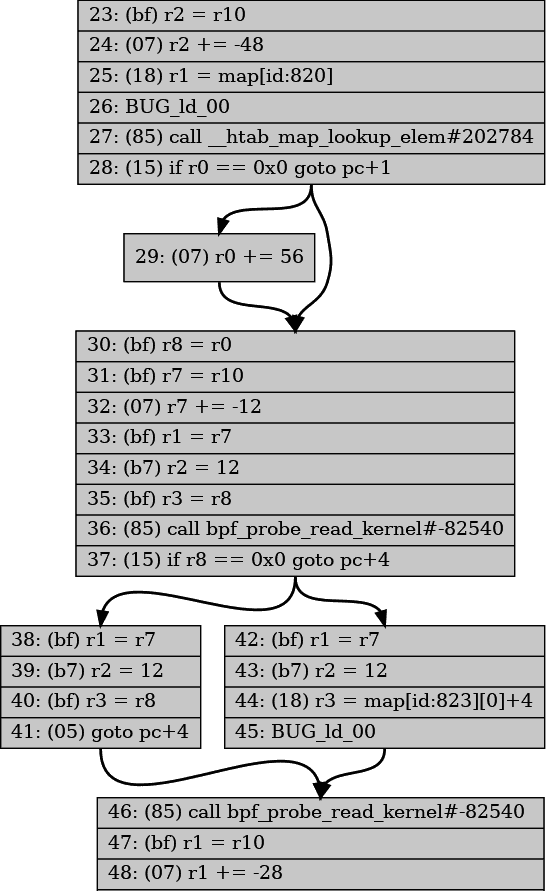 23: (bf) r2 = r10
24: (07) r2 += -48
25: (18) r1 = map[id:820]
26: BUG_ld_00
27: (85) call __htab_map_lookup_elem#202784
28: (15) if r0 == 0x0 goto pc+1
29: (07) r0 += 56
30: (bf) r8 = r0
31: (bf) r7 = r10
32: (07) r7 += -12
33: (bf) r1 = r7
34: (b7) r2 = 12
35: (bf) r3 = r8
36: (85) call bpf_probe_read_kernel#-82540
37: (15) if r8 == 0x0 goto pc+4
38: (bf) r1 = r7
39: (b7) r2 = 12
40: (bf) r3 = r8
41: (05) goto pc+4
42: (bf) r1 = r7
43: (b7) r2 = 12
44: (18) r3 = map[id:823][0]+4
45: BUG_ld_00
46: (85) call bpf_probe_read_kernel#-82540
47: (bf) r1 = r10
48: (07) r1 += -28